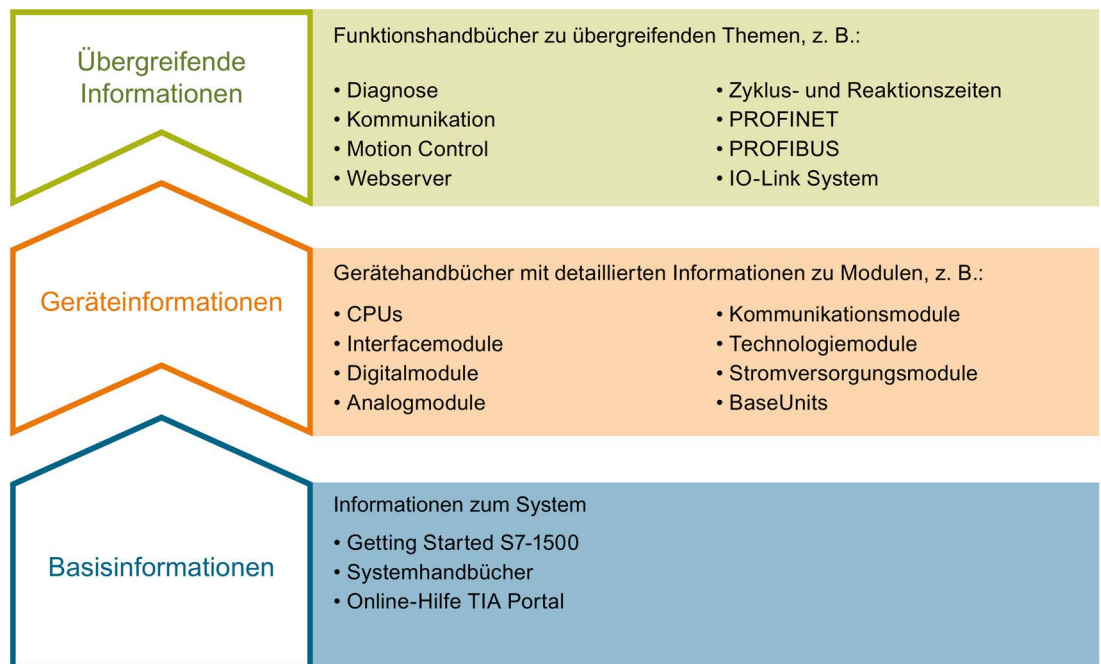 Übergreifende
Informationen
Funktionshandbücher zu übergreifenden Themen, z. B.:
• Diagnose
• Kommunikation
• Motion Control
• Webserver
• Zyklus- und Reaktionszeiten
• PROFINET
• PROFIBUS
• IO-Link System
Geräteinformationen
Gerätehandbücher mit detaillierten Informationen zu Modulen, z. B.:
• CPUs
• Interfacemodule
• Digitalmodule
• Analogmodule
• Kommunikationsmodule
• Technologiemodule
• Stromversorgungsmodule
• BaseUnits
Basisinformationen
Informationen zum System
• Getting Started S7-1500
• Systemhandbücher
• Online-Hilfe TIA Portal